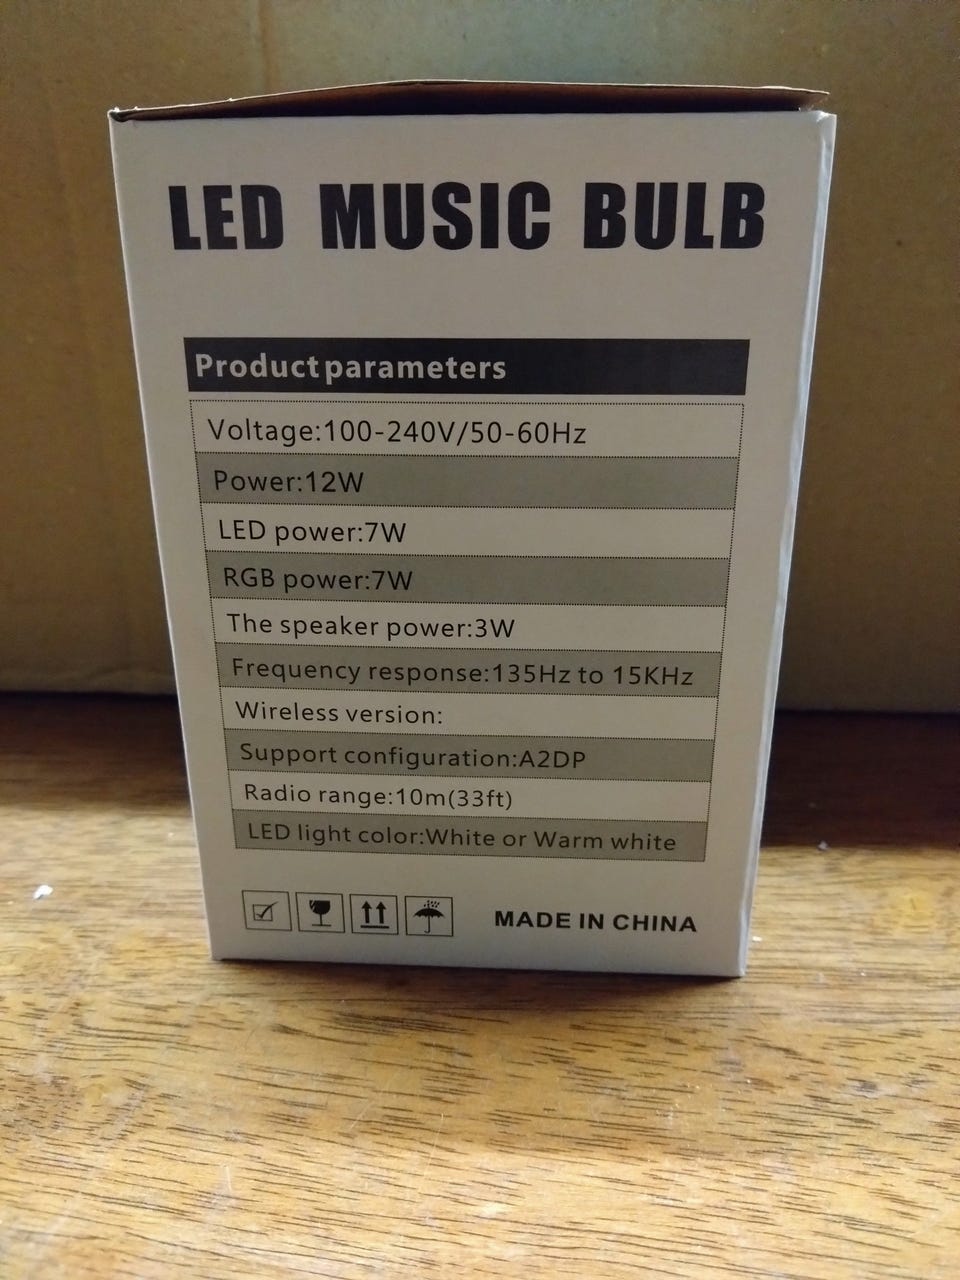 LED MUSIC BULB
Product parameters
Voltage:100-240V/50-60Hz
Power:12W
LED power:7W
RGB power:7W
The speaker power:3W
Frequency response:135Hz to 15KHz
Wireless version:
Support configuration:A2DP
Radio range:10m(33ft)
LED light color:White or Warm white
MADE IN CHINA